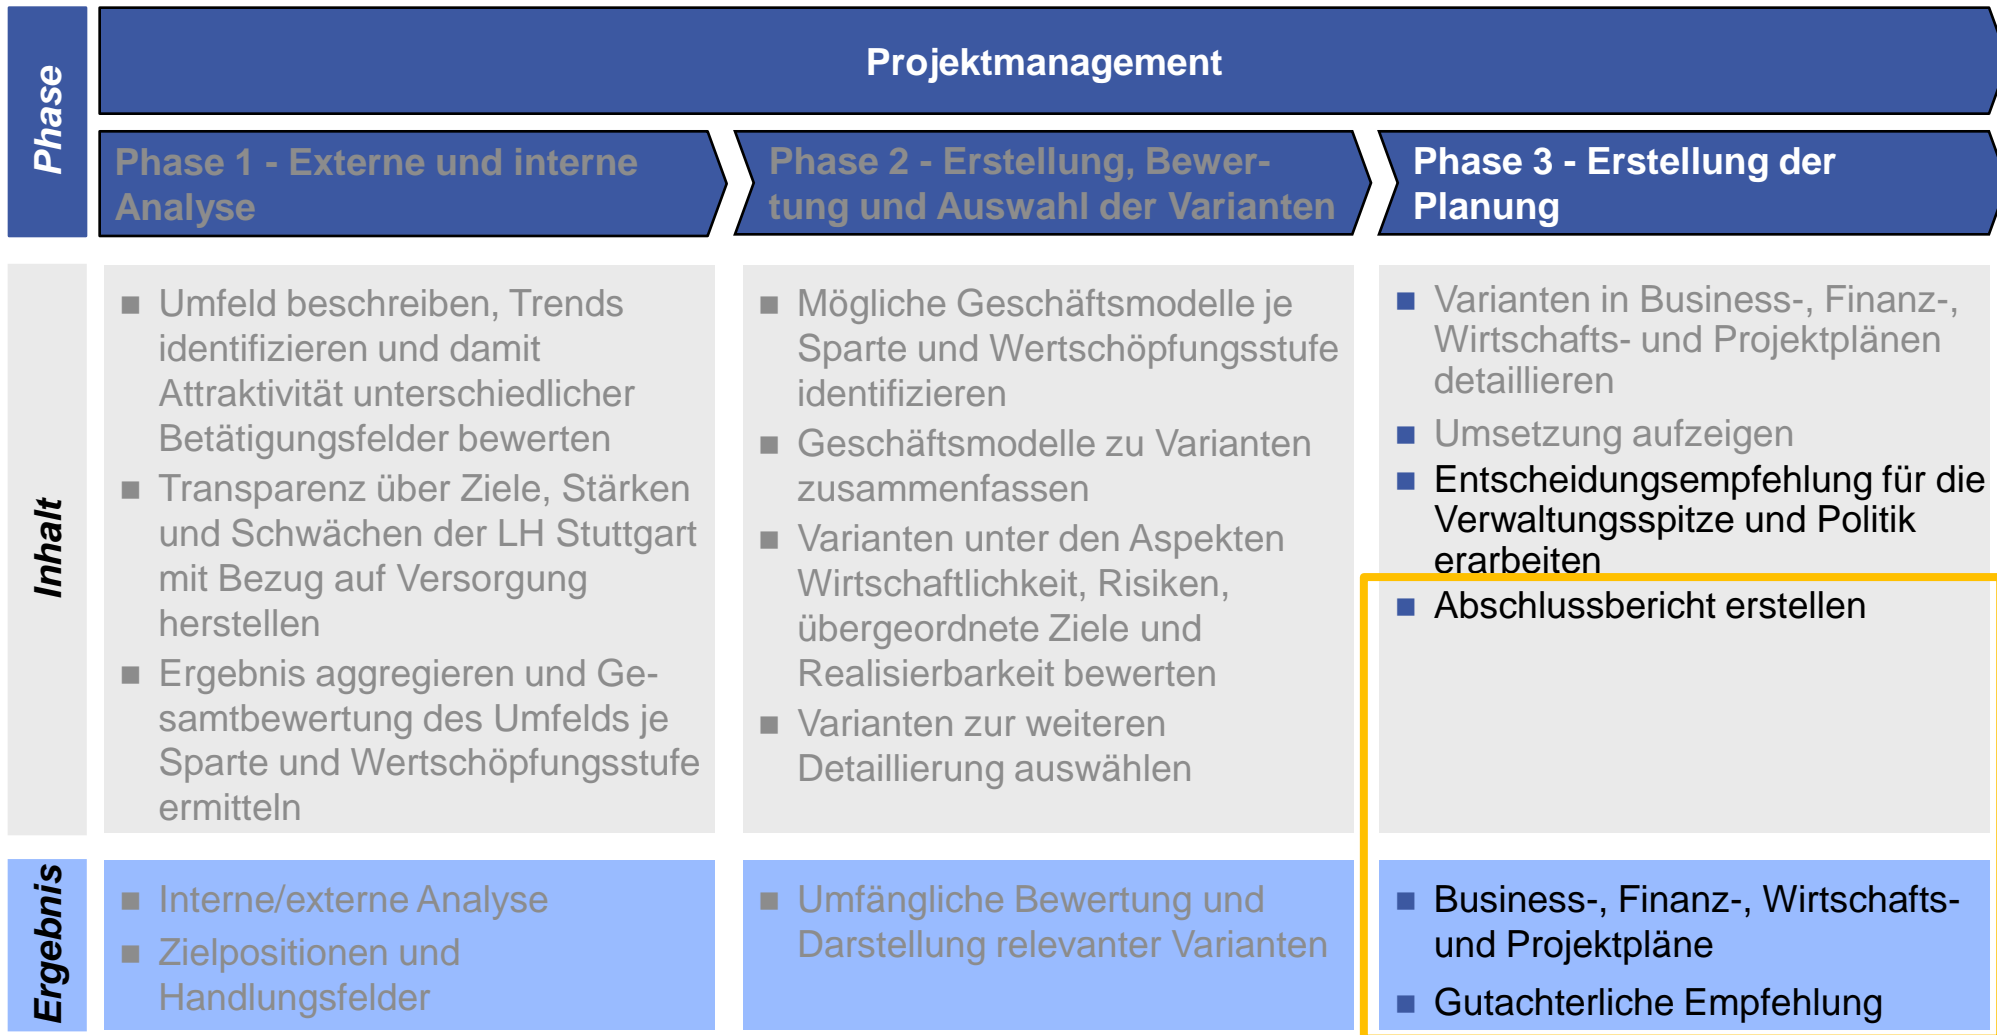 Phase
Projektmanagement
Phase 1 - Externe und interne
Analyse
Phase 2 - Erstellung, Bewer-
tung und Auswahl der Varianten
Phase 3 - Erstellung der
Planung
Inhalt
Umfeld beschreiben, Trends
identifizieren und damit
Attraktivität unterschiedlicher
Betätigungsfelder bewerten
Transparenz über Ziele, Stärken
und Schwächen der LH Stuttgart
mit Bezug auf Versorgung
herstellen
Ergebnis aggregieren und Ge-
samtbewertung des Umfelds je
Sparte und Wertschöpfungsstufe
ermitteln
Mögliche Geschäftsmodelle je
Sparte und Wertschöpfungsstufe
identifizieren
Geschäftsmodelle zu Varianten
zusammenfassen
Varianten unter den Aspekten
Wirtschaftlichkeit, Risiken,
übergeordnete Ziele und
Realisierbarkeit bewerten
Varianten zur weiteren
Detaillierung auswählen
Varianten in Business-, Finanz-,
Wirtschafts- und Projektplänen
detaillieren
Umsetzung aufzeigen
Entscheidungsempfehlung für die
Verwaltungsspitze und Politik
erarbeiten
Abschlussbericht erstellen
Ergebnis
Interne/externe Analyse
Zielpositionen und
Handlungsfelder
Umfängliche Bewertung und
Darstellung relevanter Varianten
Business-, Finanz-, Wirtschafts-
und Projektpläne
Gutachterliche Empfehlung